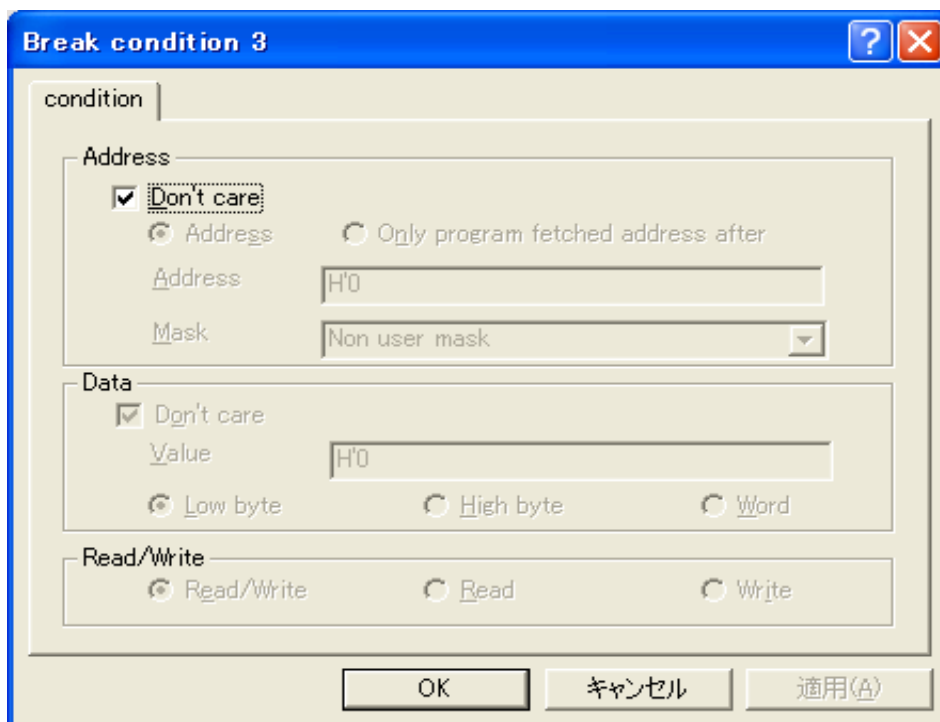 Break condition 3
condition
Address
Don't care
Address Only program fetched address after
Address H'0
Mask Non user mask
Data
Don't care
Value H'0
Low byte High byte Word
Read/Write
Read/Write Read Write
OK キャンセル 適用(A)